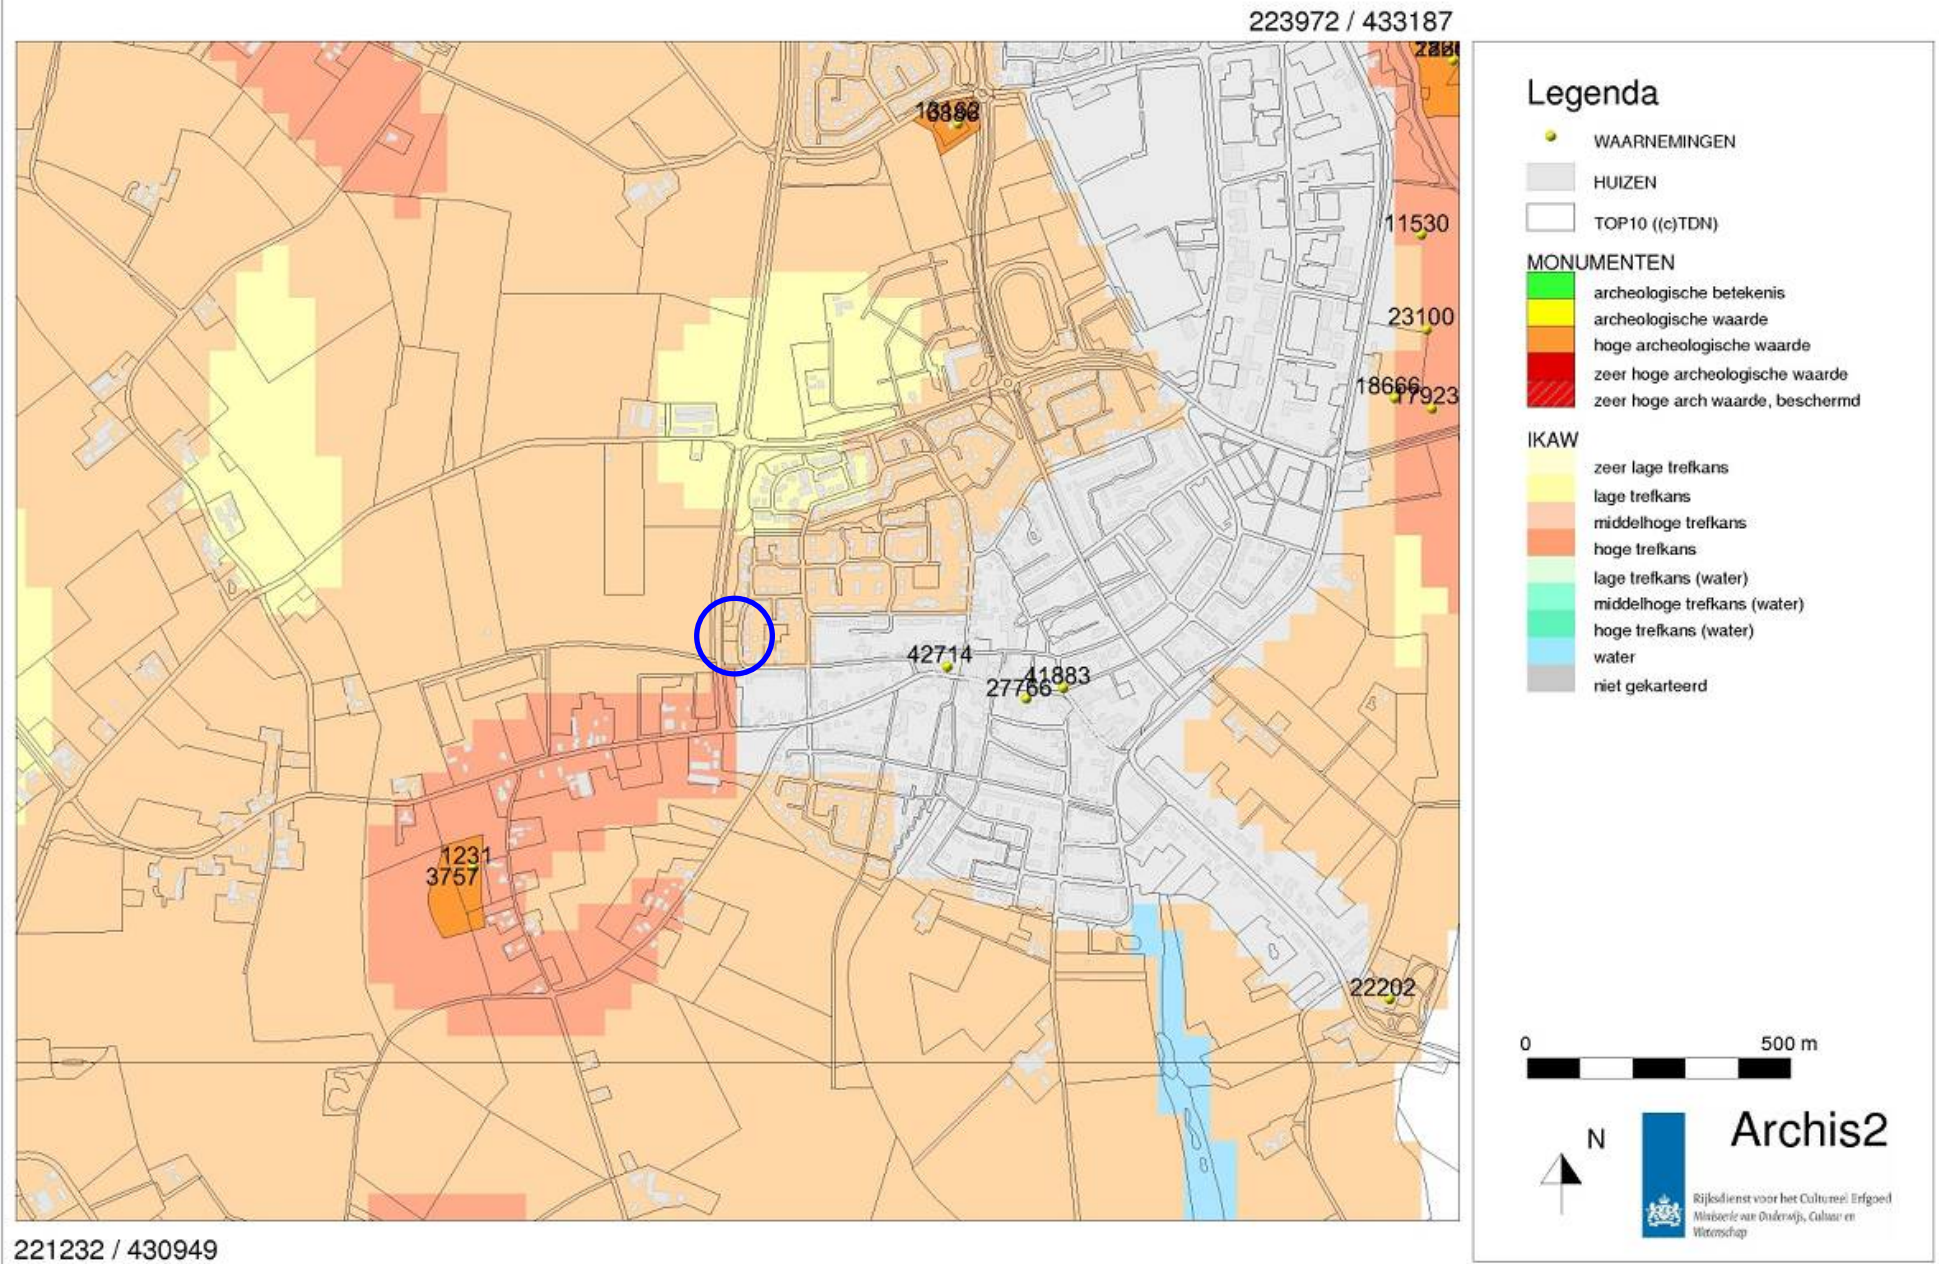 223972 / 433187
11530
23100
18666
17923
42714
41883
27766
1231
3757
22202
221232 / 430949
Legenda
WAARNEMINGEN
HUIZEN
TOP10 ((c)TDN)
MONUMENTEN
archeologische betekenis
archeologische waarde
hoge archeologische waarde
zeer hoge archeologische waarde
zeer hoge arch waarde, beschermd
IKAW
zeer lage trefkans
lage trefkans
middelhoge trefkans
hoge trefkans
lage trefkans (water)
middelhoge trefkans (water)
hoge trefkans (water)
water
niet gekarteerd
0 500 m
N
Archis2
Rijksdienst voor het Cultureel Erfgoed
Ministerie van Onderwijs, Cultuur en
Wetenschap